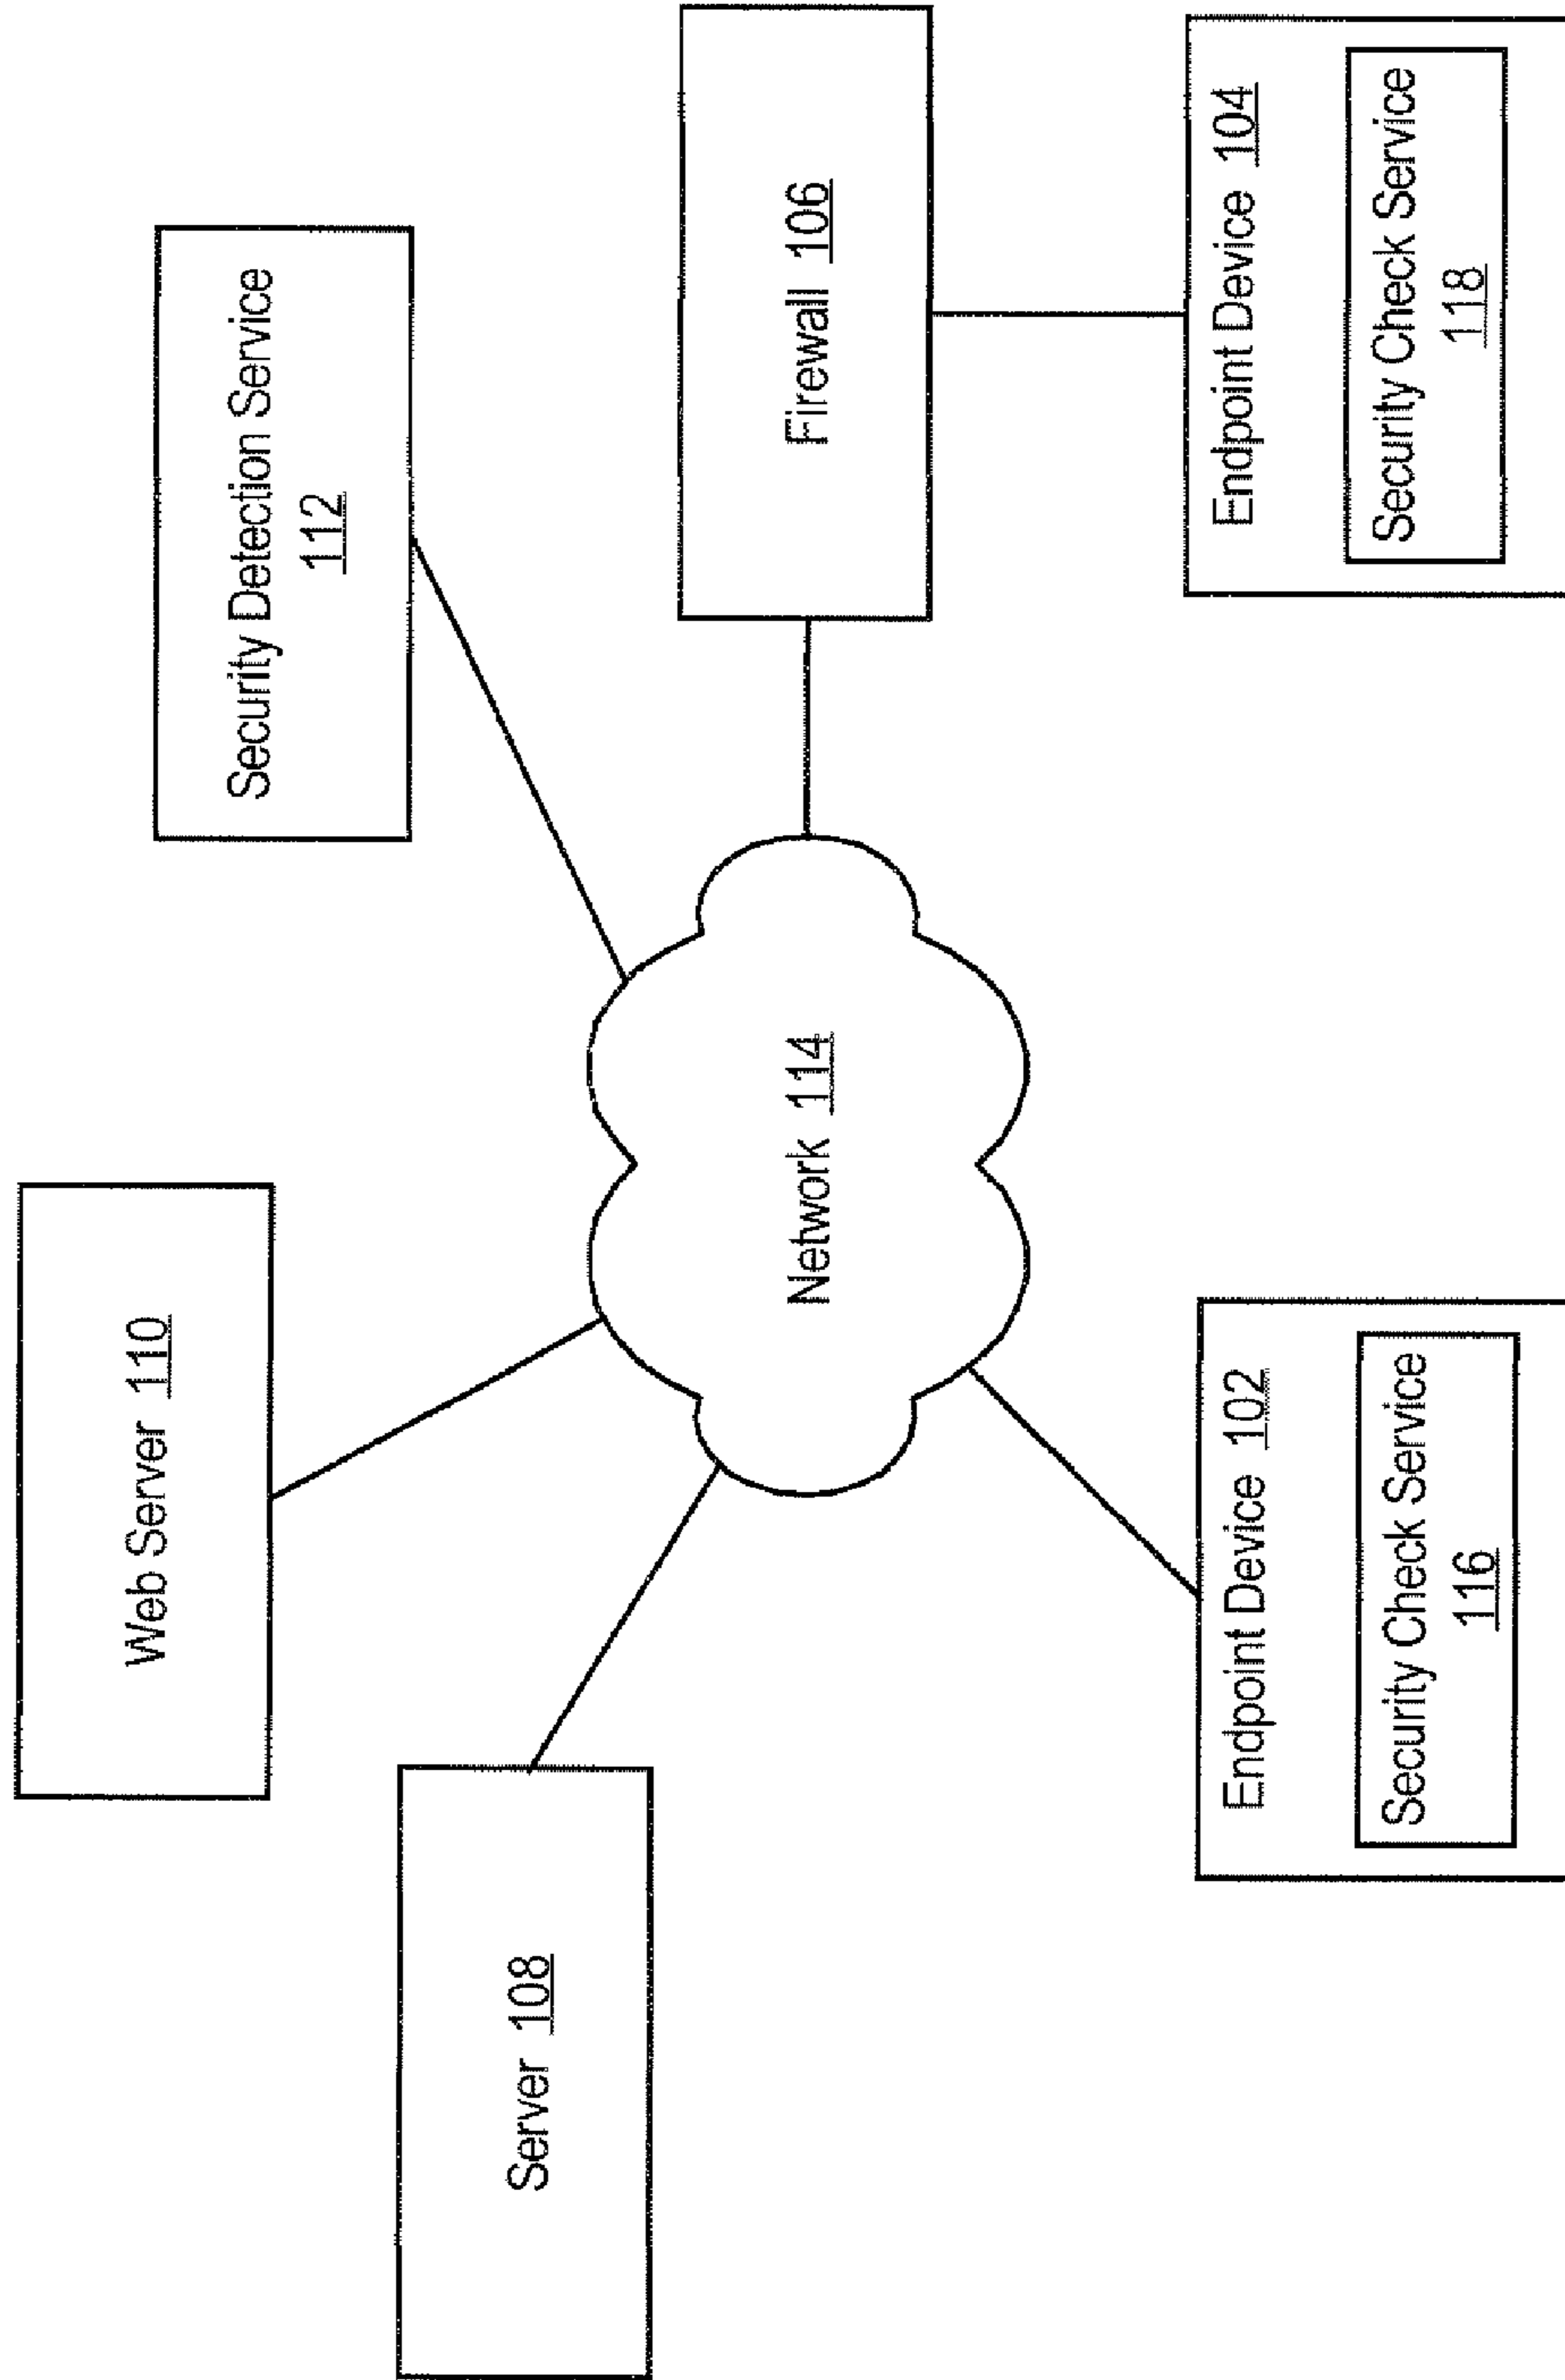 Web Server 110
Security Detection Service
112
Server 108
Network 114
Firewall 106
Endpoint Device 102
Security Check Service
116
Endpoint Device 104
Security Check Service
118